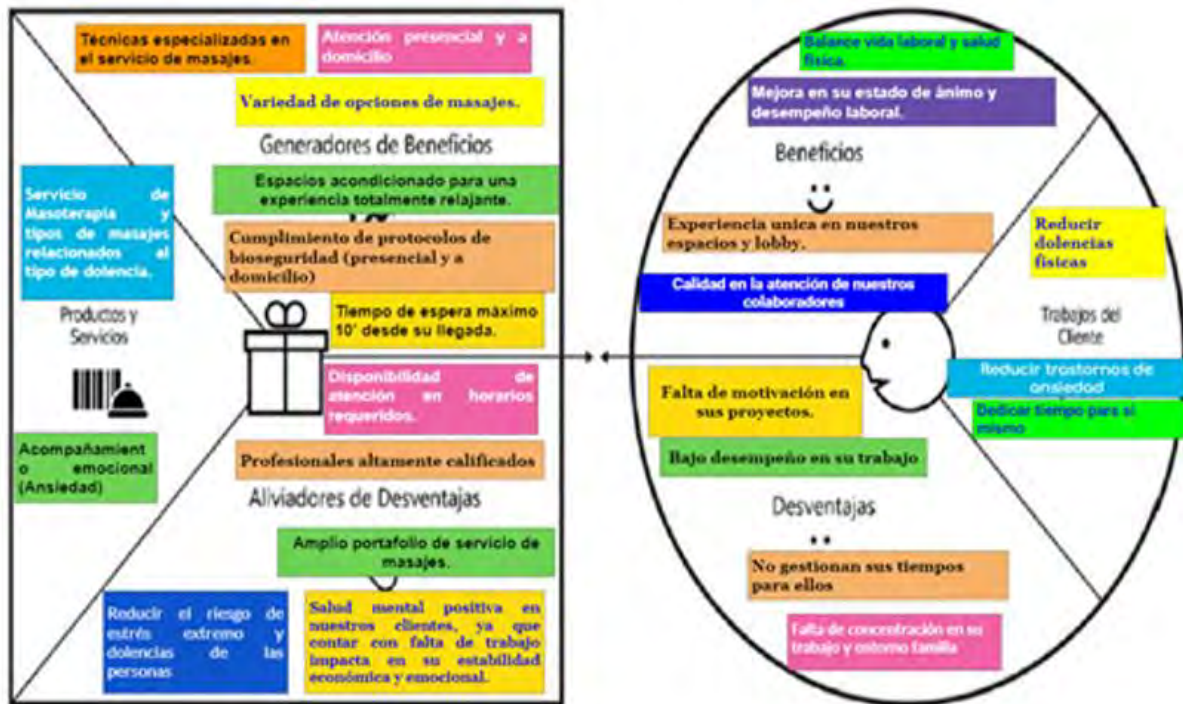 Técnicas especializadas en
el servicio de masajes.
Atención presencial y a
domicilio
Variedad de opciones de masajes.
Generadores de Beneficios
Espacios acondicionado para una
experiencia totalmente relajante.
Servicio de
Masoterapia y
tipos de masajes
relacionados al
tipo de dolencia.
Cumplimiento de protocolos de
bioseguridad (presencial y a
domicilio)
Productos y
Servicios
Tiempo de espera máximo
10' desde su llegada.
Disponibilidad de
atención en horarios
requeridos.
Acompañamient
o emocional
(Ansiedad)
Profesionales altamente calificados
Aliviadores de Desventajas
Amplio portafolio de servicio de
masajes.
Reducir el riesgo de
estrés extremo y
dolencias de las
personas
Salud mental positiva en
nuestros clientes, ya que
contar con falta de trabajo
impacta en su estabilidad
económica y emocional.
Balance vida laboral y salud
física.
Mejora en su estado de ánimo y
desempeño laboral.
Beneficios
Experiencia unica en nuestros
espacios y lobby.
Calidad en la atención de nuestros
colaboradores
Reducir
dolencias
físicas
Trabajos del
Cliente
Reducir trastornos de
ansiedad
Dedicar tiempo para si
mismo
Falta de motivación en
sus proyectos.
Bajo desempeño en su trabajo
Desventajas
No gestionan sus tiempos
para ellos
Falta de concentración en su
trabajo y entorno familia